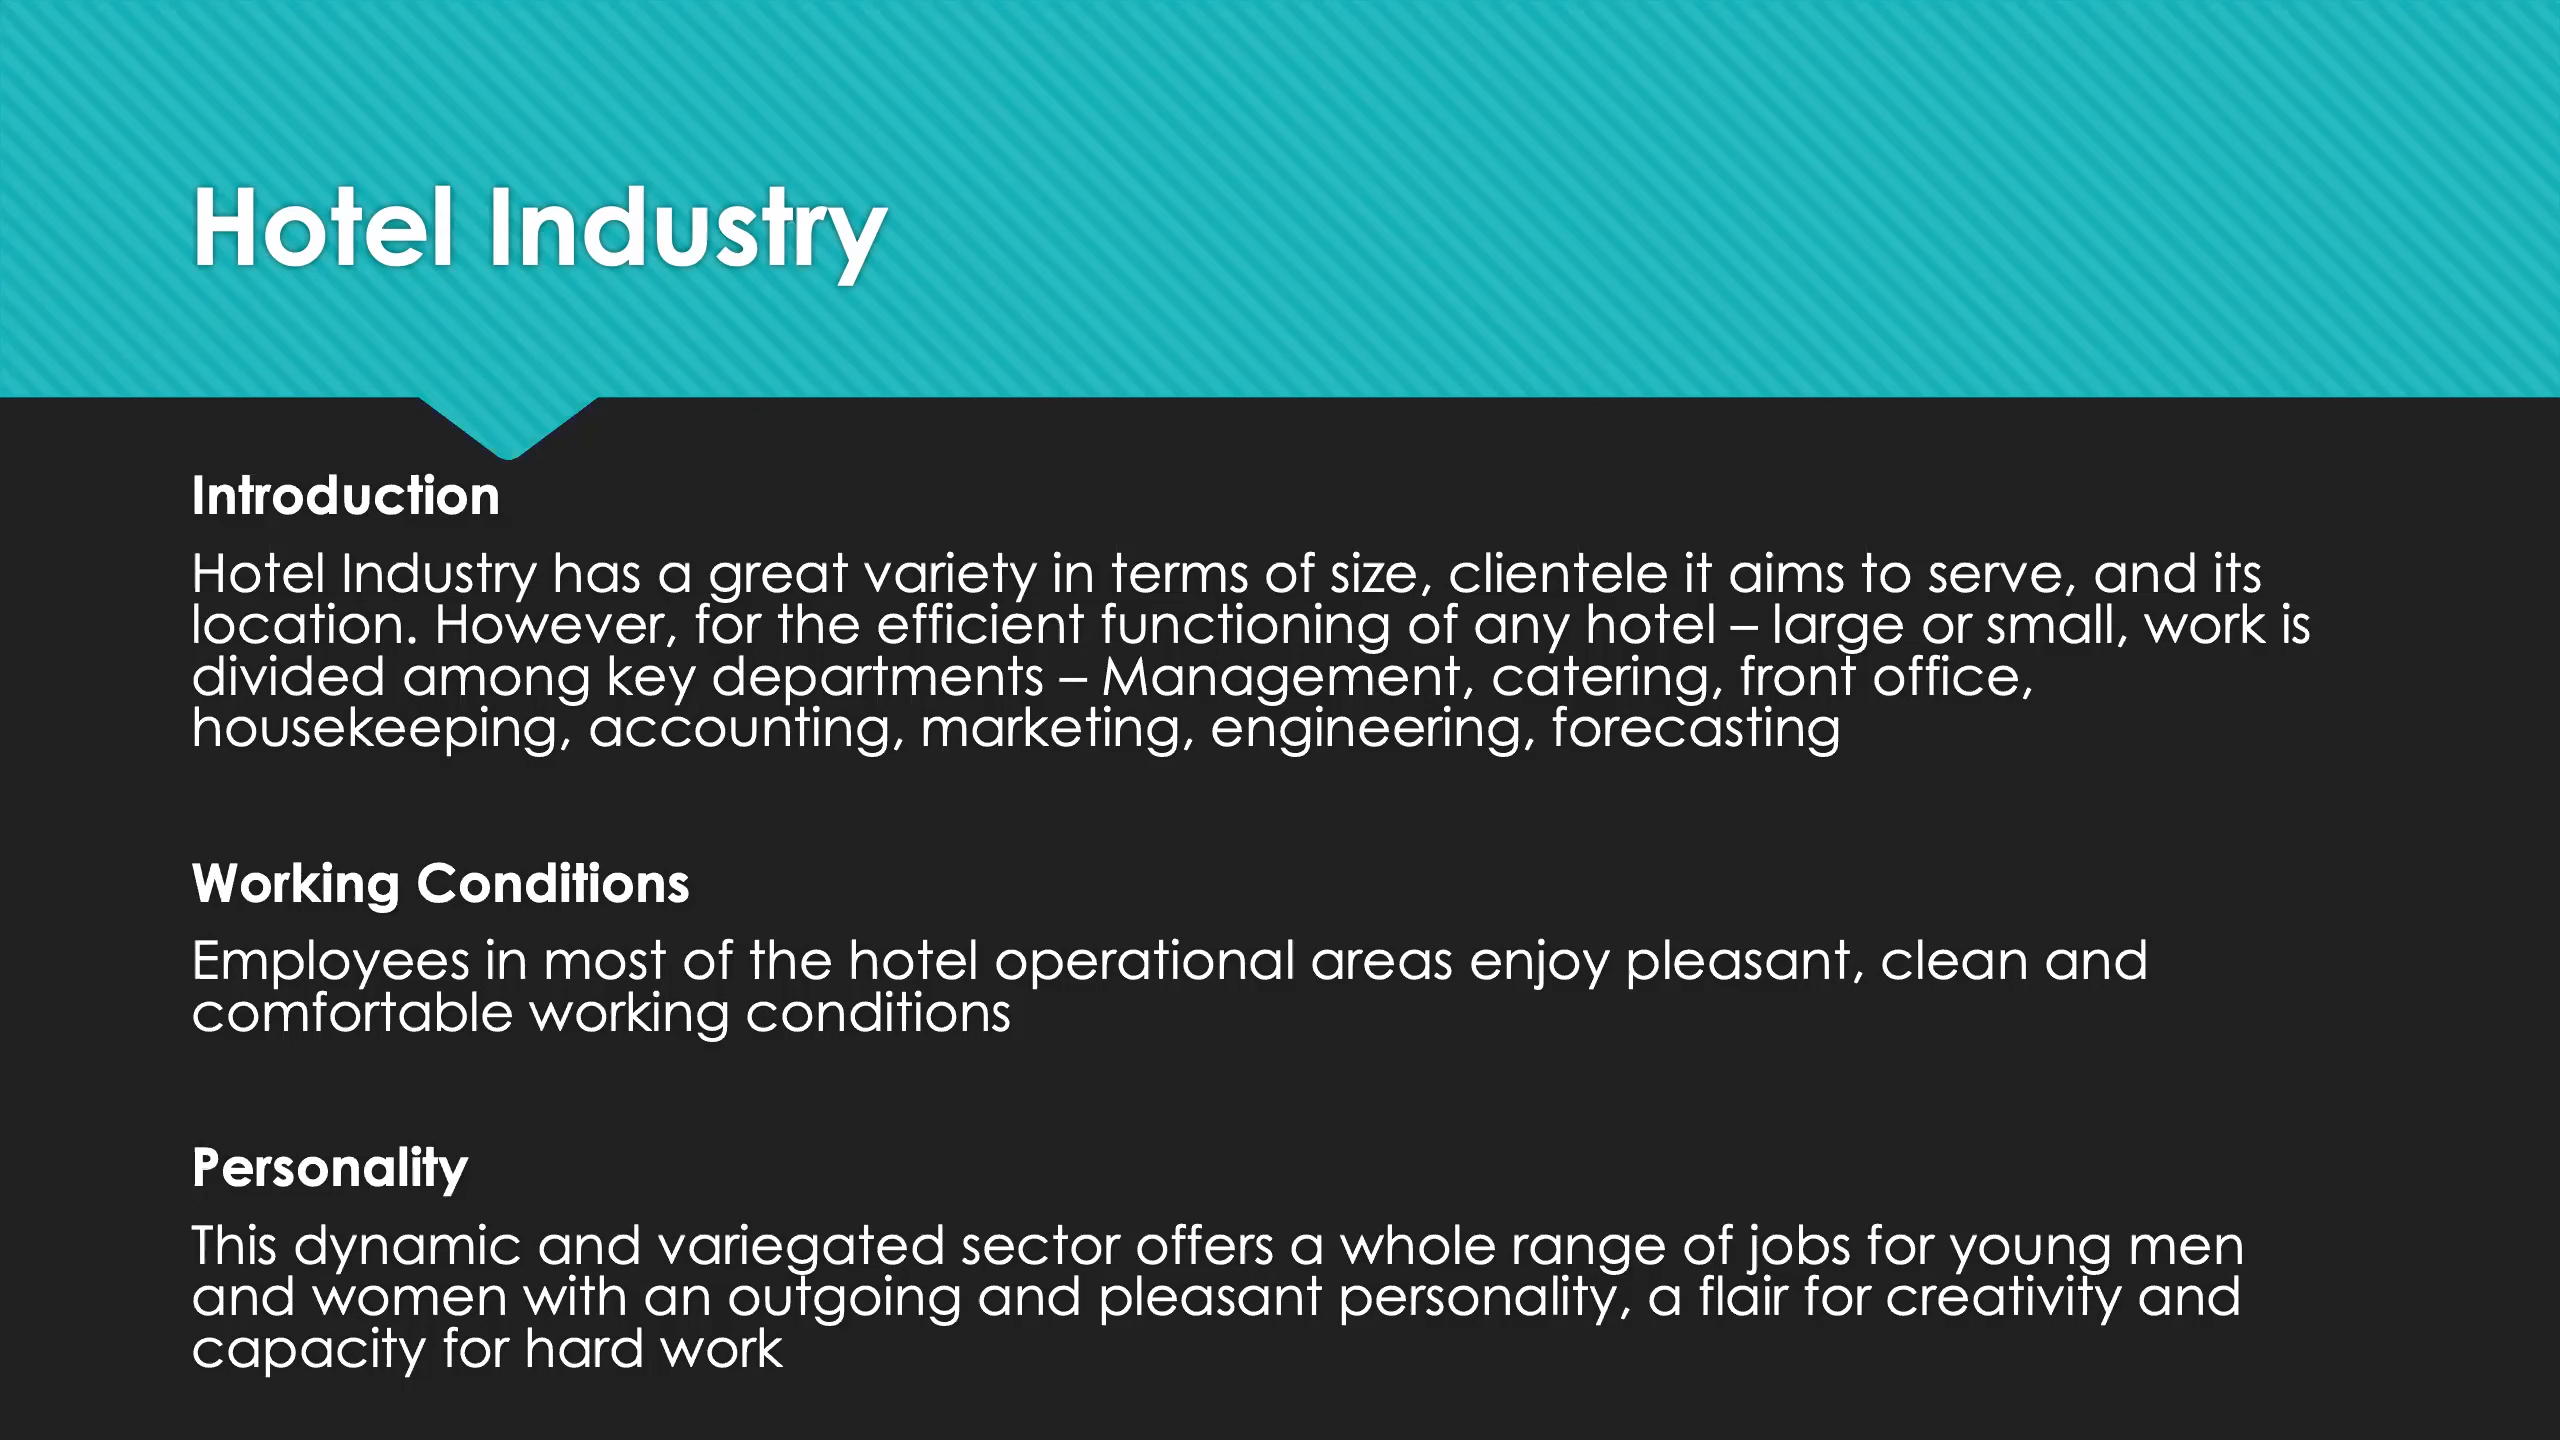 Hotel Industry
Introduction
Hotel Industry has a great variety in terms of size, clientele it aims to serve, and its
location. However, for the efficient functioning of any hotel – large or small, work is
divided among key departments – Management, catering, front office,
housekeeping, accounting, marketing, engineering, forecasting
Working Conditions
Employees in most of the hotel operational areas enjoy pleasant, clean and
comfortable working conditions
Personality
This dynamic and variegated sector offers a whole range of jobs for young men
and women with an outgoing and pleasant personality, a flair for creativity and
capacity for hard work